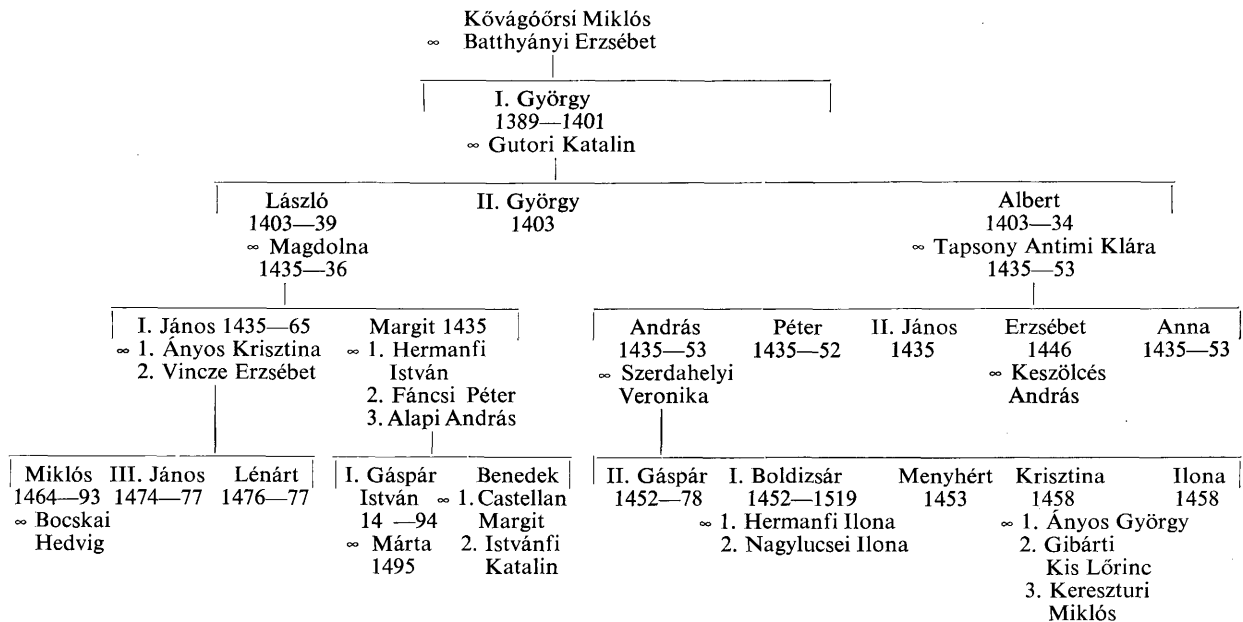 Kővágóőrsi Miklós
∞ Batthyányi Erzsébet
I. György
1389—1401
∞ Gutori Katalin
László
1403—39
∞ Magdolna
1435—36
II. György
1403
Albert
1403—34
∞ Tapsony Antimi Klára
1435—53
I. János 1435—65
∞ 1. Ányos Krisztina
2. Vincze Erzsébet
Margit 1435
∞ 1. Hermanfi
István
2. Fáncsi Péter
3. Alapi András
András
1435—53
∞ Szerdahelyi
Veronika
Péter
1435—52
II. János
1435
Erzsébet
1446
∞ Keszölcés
András
Anna
1435—53
Miklós
1464—93
∞ Bocskai
Hedvig
III. János
1474—77
Lénárt
1476—77
I. Gáspár
István
14 —94
∞ Márta
1495
Benedek
∞ 1. Castellan
Margit
2. Istvánfi
Katalin
II. Gáspár
1452—78
I. Boldizsár
1452—1519
∞ 1. Hermanfi Ilona
2. Nagylucsei Ilona
Menyhért
1453
Krisztina
1458
∞ 1. Ányos György
2. Gibárti
Kis Lőrinc
3. Kereszturi
Miklós
Ilona
1458